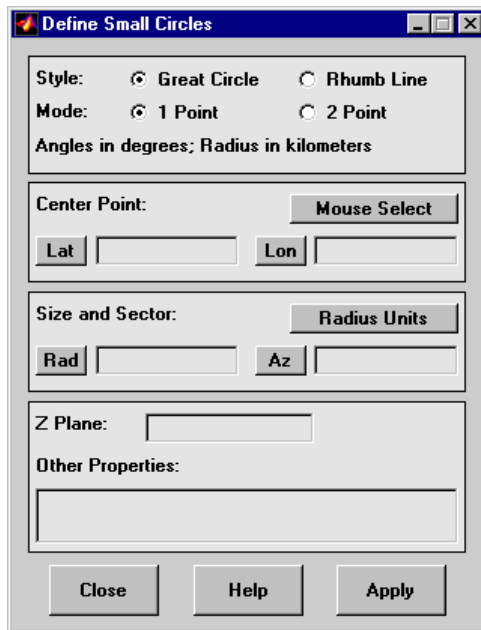 Define Small Circles
Style: Great Circle Rhumb Line
Mode: 1 Point 2 Point
Angles in degrees; Radius in kilometers
Center Point: Mouse Select
Lat Lon
Size and Sector: Radius Units
Rad Az
Z Plane:
Other Properties:
Close Help Apply